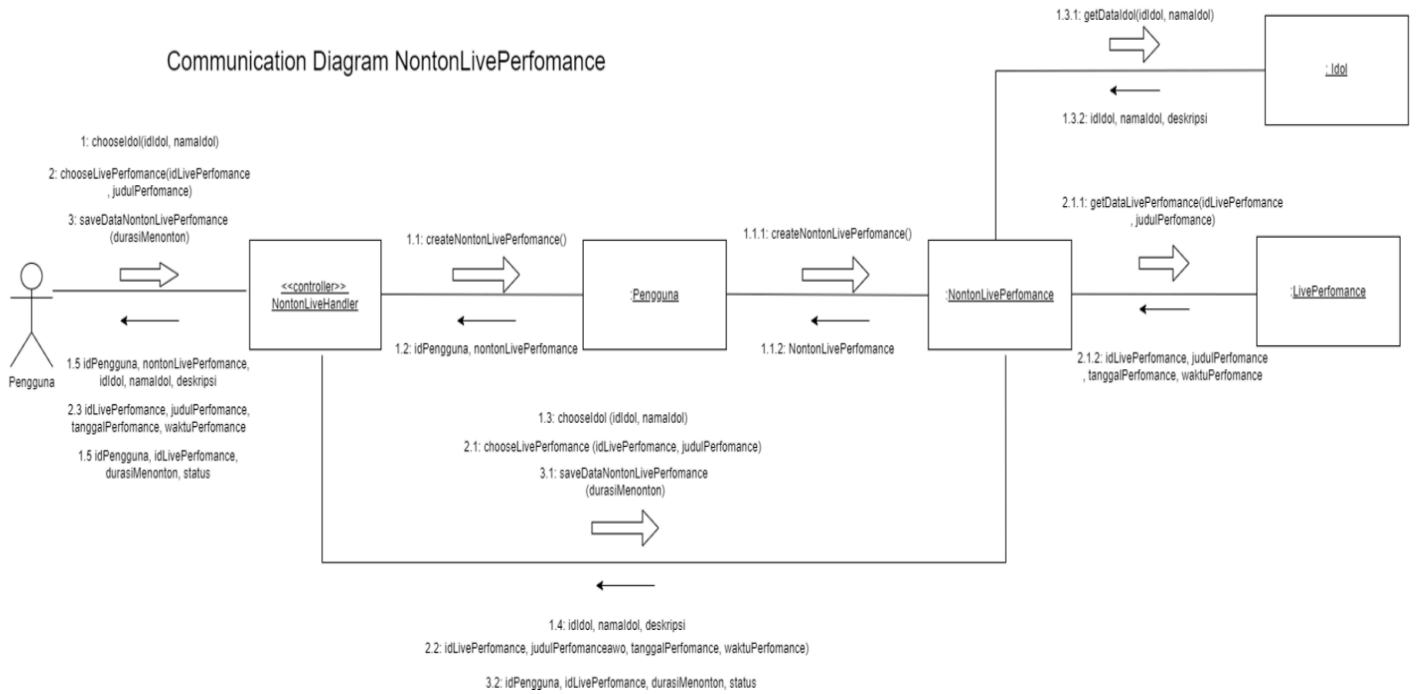 1.3.1: getDataIdol(idIdol, namaIdol)
Communication Diagram NontonLivePerfomance
: Idol
1.3.2: idIdol, namaIdol, deskripsi
1: chooseIdol(idIdol, namaIdol)
2: chooseLivePerfomance(idLivePerfomance
, judulPerfomance)
3: saveDataNontonLivePerfomance
(durasiMenonton)
2.1.1: getDataLivePerfomance(idLivePerfomance
, judulPerfomance)
1.1: createNontonLivePerfomance()
1.1.1: createNontonLivePerfomance()
<<controller>>
NontonLiveHandler
:Pengguna
:NontonLivePerfomance
:LivePerfomance
Pengguna
1.2: idPengguna, nontonLivePerfomance
1.1.2: NontonLivePerfomance
2.1.2: idLivePerfomance, judulPerfomance
, tanggalPerfomance, waktuPerfomance
1.5 idPengguna, nontonLivePerfomance,
idIdol, namaIdol, deskripsi
2.3 idLivePerfomance, judulPerfomance,
tanggalPerfomance, waktuPerfomance
1.5 idPengguna, idLivePerfomance,
durasiMenonton, status
1.3: chooseIdol (idIdol, namaIdol)
2.1: chooseLivePerfomance (idLivePerfomance, judulPerfomance)
3.1: saveDataNontonLivePerfomance
(durasiMenonton)
1.4: idIdol, namaIdol, deskripsi
2.2: idLivePerfomance, judulPerfomanceawo, tanggalPerfomance, waktuPerfomance)
3.2: idPengguna, idLivePerfomance, durasiMenonton, status